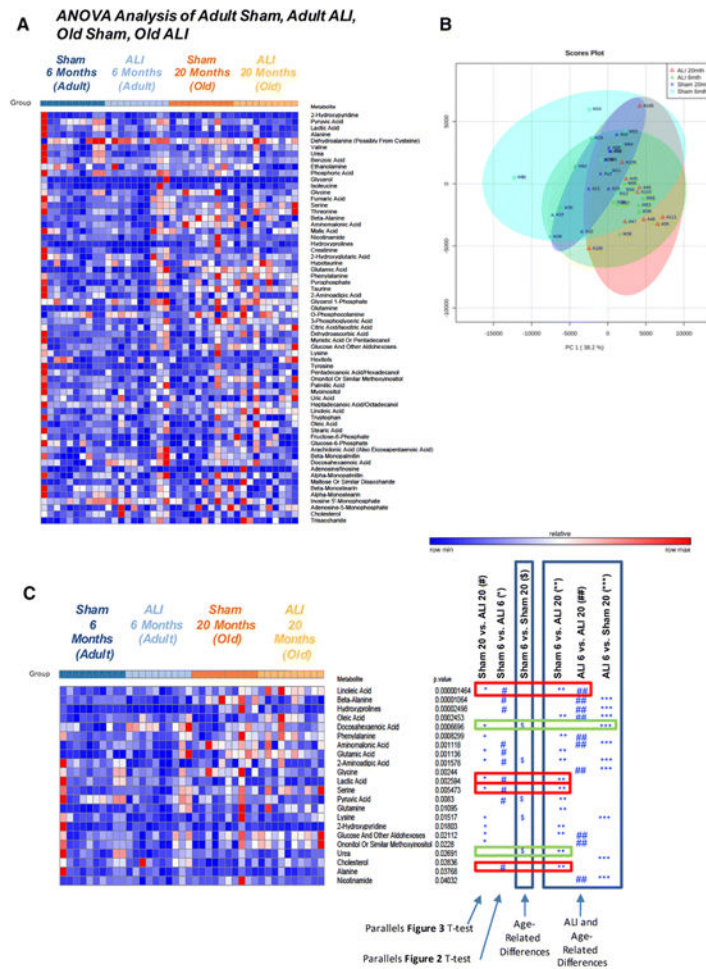 A
ANOVA Analysis of Adult Sham, Adult ALI,
Old Sham, Old ALI
Sham
6 Months
(Adult)
ALI
6 Months
(Adult)
Sham
20 Months
(Old)
ALI
20 Months
(Old)
Group
Metabolite
2-Hydroxypyridine
Pyruvic Acid
Lactic Acid
Alanine
Dehydroalanine (Possibly From Cysteine)
Valine
Urea
Benzoic Acid
Ethanolamine
Phosphoric Acid
Glycerol
Isoleucine
Glycine
Fumaric Acid
Serine
Threonine
Beta-Alanine
Aminomalonic Acid
Malic Acid
Nicotinamide
Hydroxyprolines
Creatinine
2-Hydroxyglutaric Acid
Hypotaurine
Glutamic Acid
Phenylalanine
Pyrophosphate
Taurine
2-Aminoadipic Acid
Glycerol 1-Phosphate
Glutamine
O-Phosphocolamine
3-Phosphoglyceric Acid
Citric Acid/Isocitric Acid
Dehydroascorbic Acid
Myristic Acid Or Pentadecanol
Glucose And Other Aldohexoses
Lysine
Hexitols
Tyrosine
Pentadecanoic Acid/Hexadecanol
Ononitol Or Similar Methoxyinositol
Palmitic Acid
Myoinositol
Uric Acid
Heptadecanoic Acid/Octadecanol
Linoleic Acid
Tryptophan
Oleic Acid
Stearic Acid
Fructose-6-Phosphate
Glucose-6-Phosphate
Arachidonic Acid (Also Eicosapentaenoic Acid)
Beta-Monopalmitin
Docosahexaenoic Acid
Adenosine/Inosine
Alpha-Monopalmitin
Maltose Or Similar Disaccharide
Beta-Monostearin
Alpha-Monostearin
Inosine 5'-Monophosphate
Adenosine-5-Monophosphate
Cholesterol
Trisaccharide
B
Scores Plot
ALI 20mth
ALI 6mth
Sham 20mth
Sham 6mth
5000
0
-5000
-10000
-15000
-10000
-5000
0
5000
10000
PC 1 ( 38.2 %)
relative
row min
row max
C
Sham
6
Months
(Adult)
ALI
6 Months
(Adult)
Sham
20 Months
(Old)
ALI
20
Months
(Old)
Group
Sham 20 vs. ALI 20 (#)
Sham 6 vs. ALI 6 (*)
Sham 6 vs. Sham 20 ($)
Sham 6 vs. ALI 20 (**)
ALI 6 vs. ALI 20 (##)
ALI 6 vs. Sham 20 (***)
Metabolite p.value
Linoleic Acid 0.000001464 * # ** ##
Beta-Alanine 0.00001064 # ## ***
Hydroxyprolines 0.00002498 # ## ***
Oleic Acid 0.0002453 * ** ##
Docosahexaenoic Acid 0.0006696 * $ ***
Phenylalanine 0.0008299 * ## ***
Aminomalonic Acid 0.001118 # ## ***
Glutamic Acid 0.001136 * # **
2-Aminoadipic Acid 0.001578 * $ ** ***
Glycine 0.00244 # ## ***
Lactic Acid 0.002594 * # **
Serine 0.005473 * # **
Pyruvic Acid 0.0083 # $ **
Glutamine 0.01095 * **
Lysine 0.01517 * $ ***
2-Hydroxypyridine 0.01803 * **
Glucose And Other Aldohexoses 0.02112 * ** ##
Ononitol Or Similar Methoxyinositol 0.0228 * ##
Urea 0.02691 $ **
Cholesterol 0.02836 ***
Alanine 0.03768 # **
Nicotinamide 0.04032 ## ***
Parallels Figure 3 T-test
Parallels Figure 2 T-test
Age-
Related
Differences
ALI and
Age-
Related
Differences